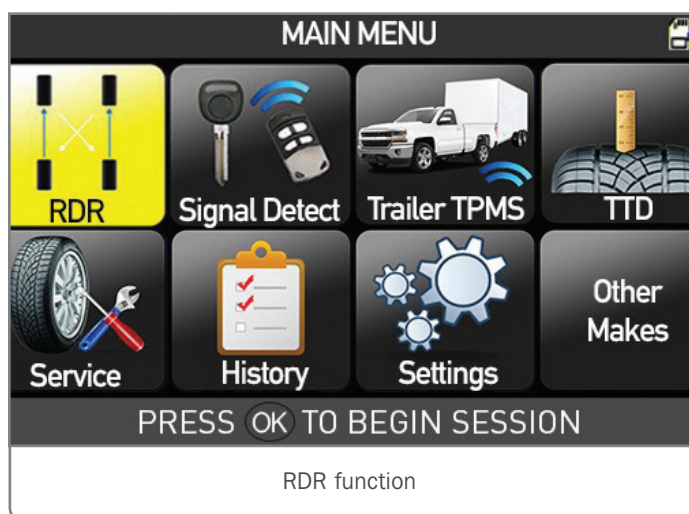 MAIN MENU
RDR
Signal Detect
Trailer TPMS
TTD
Service
History
Settings
Other
Makes
PRESS OK TO BEGIN SESSION
RDR function